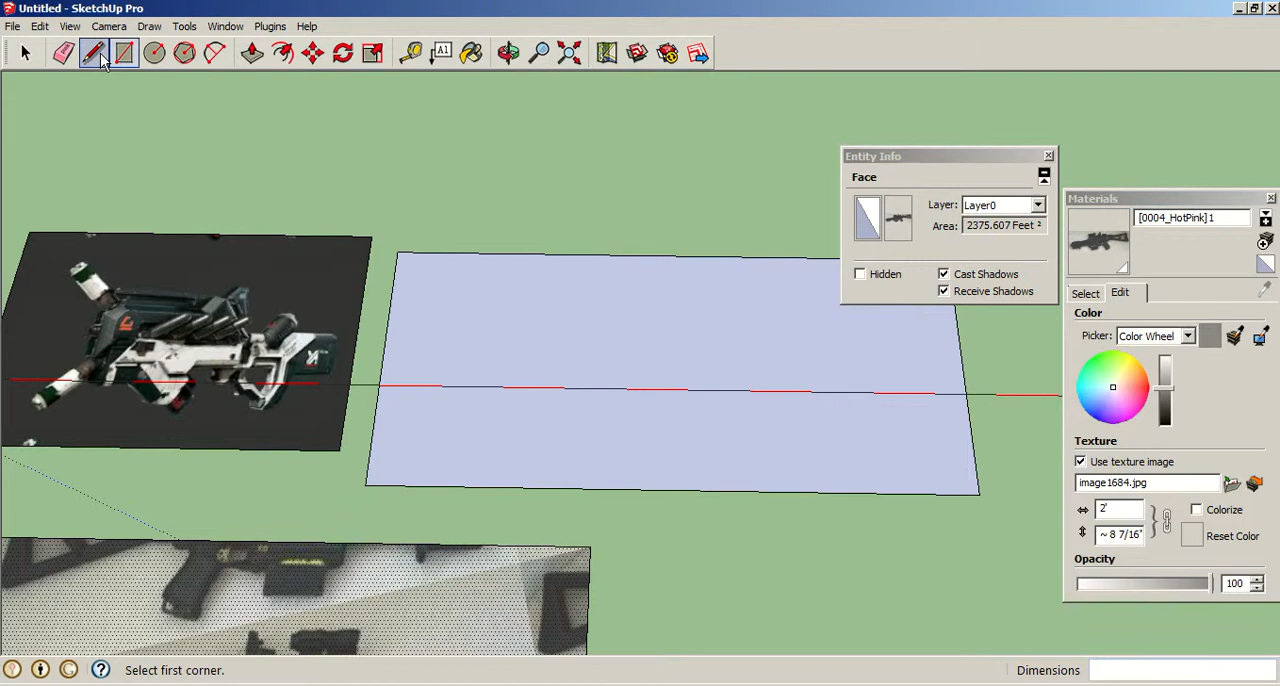 Untitled - SketchUp Pro
File Edit View Camera Draw Tools Window Plugins Help
A1
Entity Info
Face
Layer: Layer0
Area: 2375.607 Feet ²
Hidden Cast Shadows
Receive Shadows
Materials
[0004_HotPink]1
Select Edit
Color
Picker: Color Wheel
Texture
Use texture image
image1684.jpg
2' Colorize
~ 8 7/16" Reset Color
Opacity
100
Select first corner. Dimensions